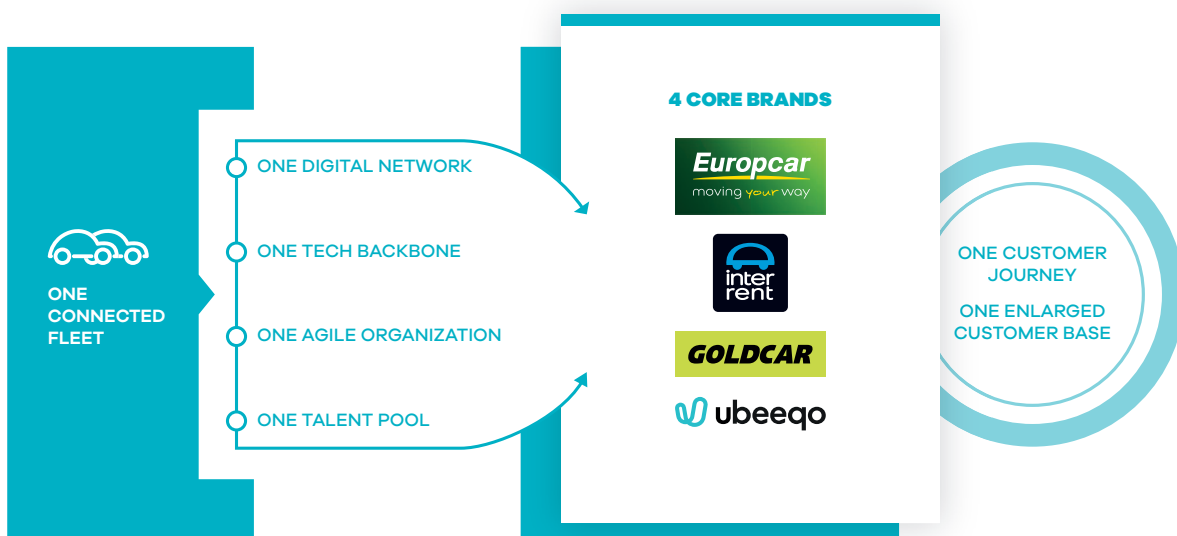 ONE
CONNECTED
FLEET
ONE DIGITAL NETWORK
ONE TECH BACKBONE
ONE AGILE ORGANIZATION
ONE TALENT POOL
4 CORE BRANDS
Europcar
moving your way
inter
rent
GOLDCAR
ubeeqo
ONE CUSTOMER
JOURNEY
ONE ENLARGED
CUSTOMER BASE